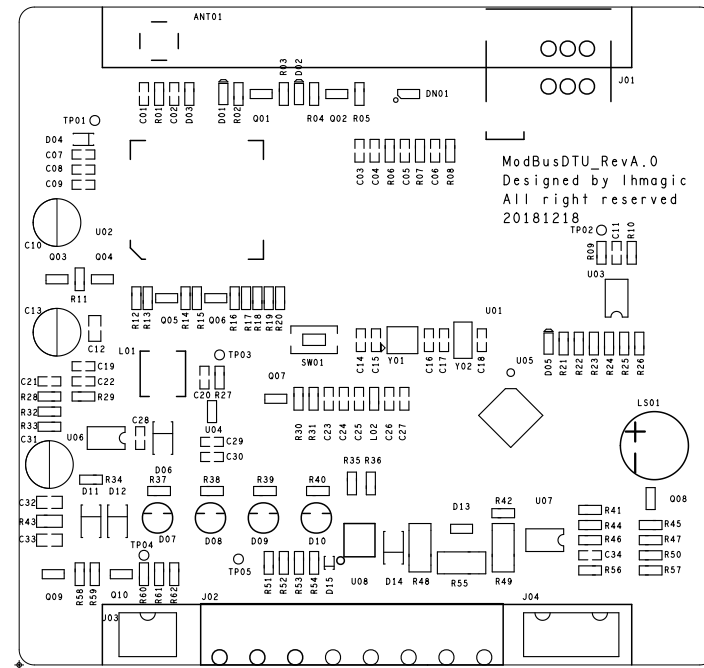 ANT01
J01
C01 R01 C02 D03 D01 R02 Q01 R03 D02 R04 Q02 R05 DN01
TP01
D04
C07
C08
C09
C03 C04 R06 C05 R07 C06 R08
ModBusDTU_RevA.0
Designed by lhmagic
All right reserved
20181218
C10
U02
TP02
R09 C11 R10
Q03 Q04
R11
U03
R12 R13 Q05 R14 R15 Q06 R16 R17 R18 R19 R20
C13
C12
U01
L01
TP03
SW01
C14 C15 Y01 C16 C17 Y02 C18
U05
D05 R21 R22 R23 R24 R25 R26
C19
C21 C22
R28 R29
R32
R33
C20 R27
Q07
LS01
C31
U06
C28
U04
C29
C30
R30 R31 C23 C24 C25 L02 C26 C27
D06
R34
R37 R38 R39 R40
R35 R36
D11 D12
C32
R43
C33
D07 D08 D09 D10
D13
R42
U07
Q08
R41 R45
R44 R47
R46 R50
C34 R57
R56
TP04
TP05
U08
D14 R48 R55 R49
Q09 R58 R59 Q10 R60 R61 R62
R51 R52 R53 R54 D15
J03
J02
J04